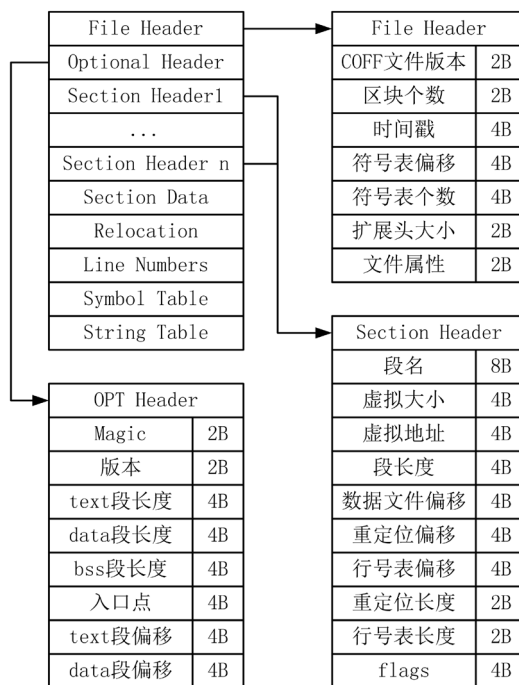 File Header
Optional Header
Section Header1
...
Section Header n
Section Data
Relocation
Line Numbers
Symbol Table
String Table
File Header
COFF文件版本 2B
区块个数 2B
时间戳 4B
符号表偏移 4B
符号表个数 4B
扩展头大小 2B
文件属性 2B
OPT Header
Magic 2B
版本 2B
text段长度 4B
data段长度 4B
bss段长度 4B
入口点 4B
text段偏移 4B
data段偏移 4B
Section Header
段名 8B
虚拟大小 4B
虚拟地址 4B
段长度 4B
数据文件偏移 4B
重定位偏移 4B
行号表偏移 4B
重定位长度 2B
行号表长度 2B
flags 4B